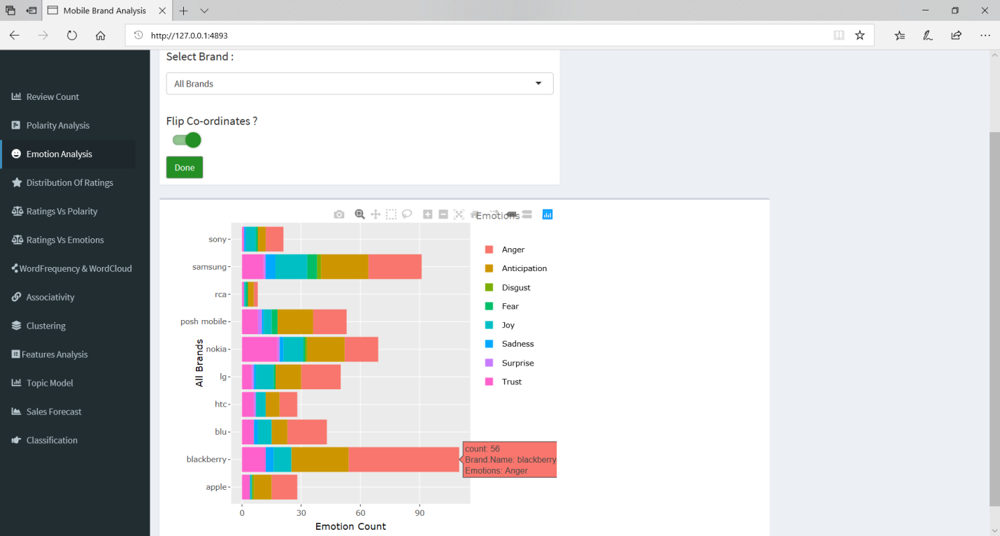 Mobile Brand Analysis
http://127.0.0.1:4893
Review Count
Polarity Analysis
Emotion Analysis
Distribution Of Ratings
Ratings Vs Polarity
Ratings Vs Emotions
WordFrequency & WordCloud
Associativity
Clustering
Features Analysis
Topic Model
Sales Forecast
Classification
Select Brand :
All Brands
Flip Co-ordinates ?
Done
Emotions
Anger
Anticipation
Disgust
Fear
Joy
Sadness
Surprise
Trust
All Brands
sony
samsung
rca
posh mobile
nokia
lg
htc
blu
blackberry
apple
count: 56
Brand.Name: blackberry
Emotions: Anger
0 30 60 90
Emotion Count